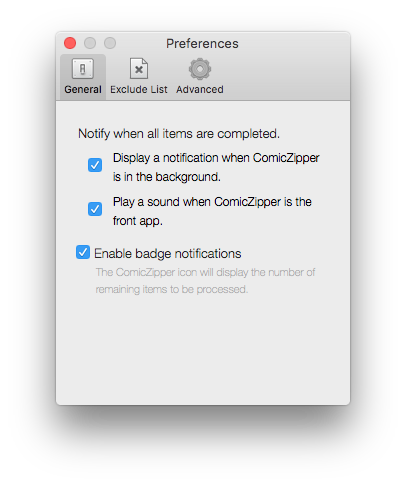 Preferences
General Exclude List Advanced
Notify when all items are completed.
Display a notification when ComicZipper
is in the background.
Play a sound when ComicZipper is the
front app.
Enable badge notifications
The ComicZipper icon will display the number of
remaining items to be processed.